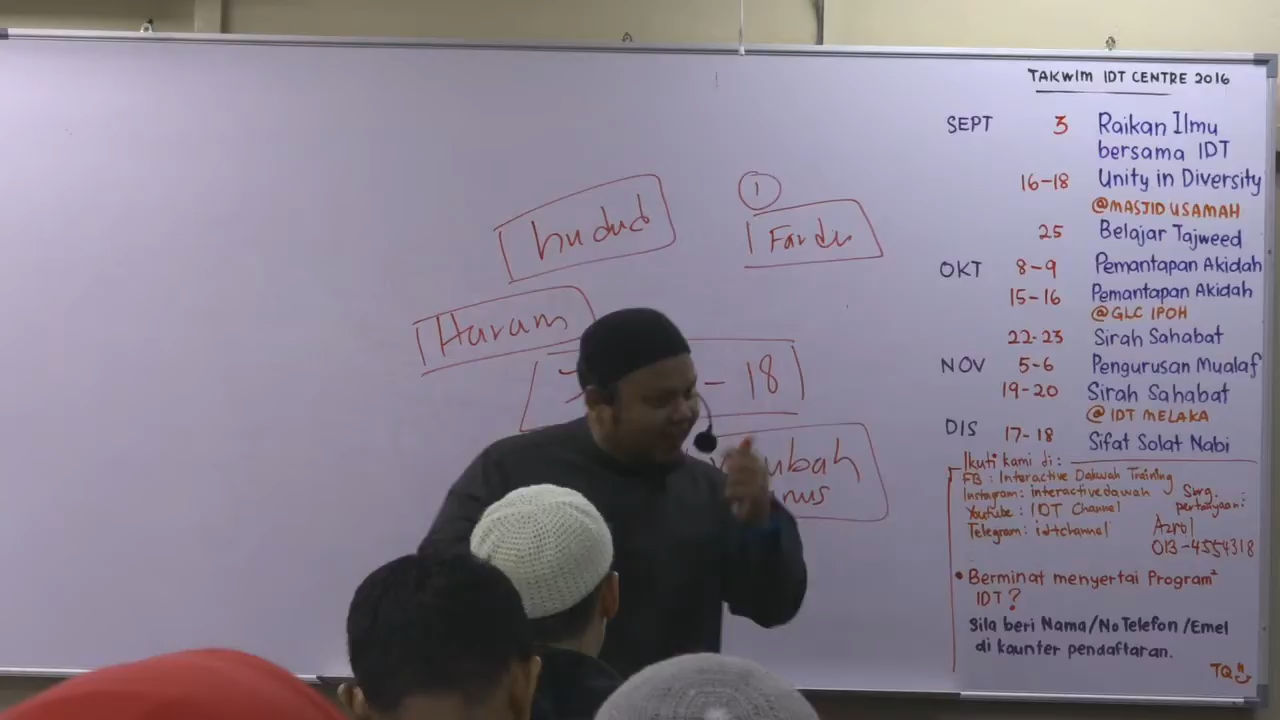 hudud
1
Fardu
Haram
- 18
ubah
nus
TAKWIM IDT CENTRE 2016
SEPT 3 Raikan Ilmu
bersama IDT
16-18 Unity in Diversity
@MASJID USAMAH
25 Belajar Tajweed
OKT 8-9 Pemantapan Akidah
15-16 Pemantapan Akidah
@GLC IPOH
22-23 Sirah Sahabat
NOV 5-6 Pengurusan Mualaf
19-20 Sirah Sahabat
@IDT MELAKA
DIS 17-18 Sifat Solat Nabi
Ikuti kami di:
FB: Interactive Dakwah Training
Instagram: interactivedawah
Youtube: IDT Channel
Telegram: idtchannel
Sbrg.
pertanyaan:
Azrol
013-4554318
• Berminat menyertai Program²
IDT?
Sila beri Nama/No Telefon/Emel
di kaunter pendaftaran.
TQ